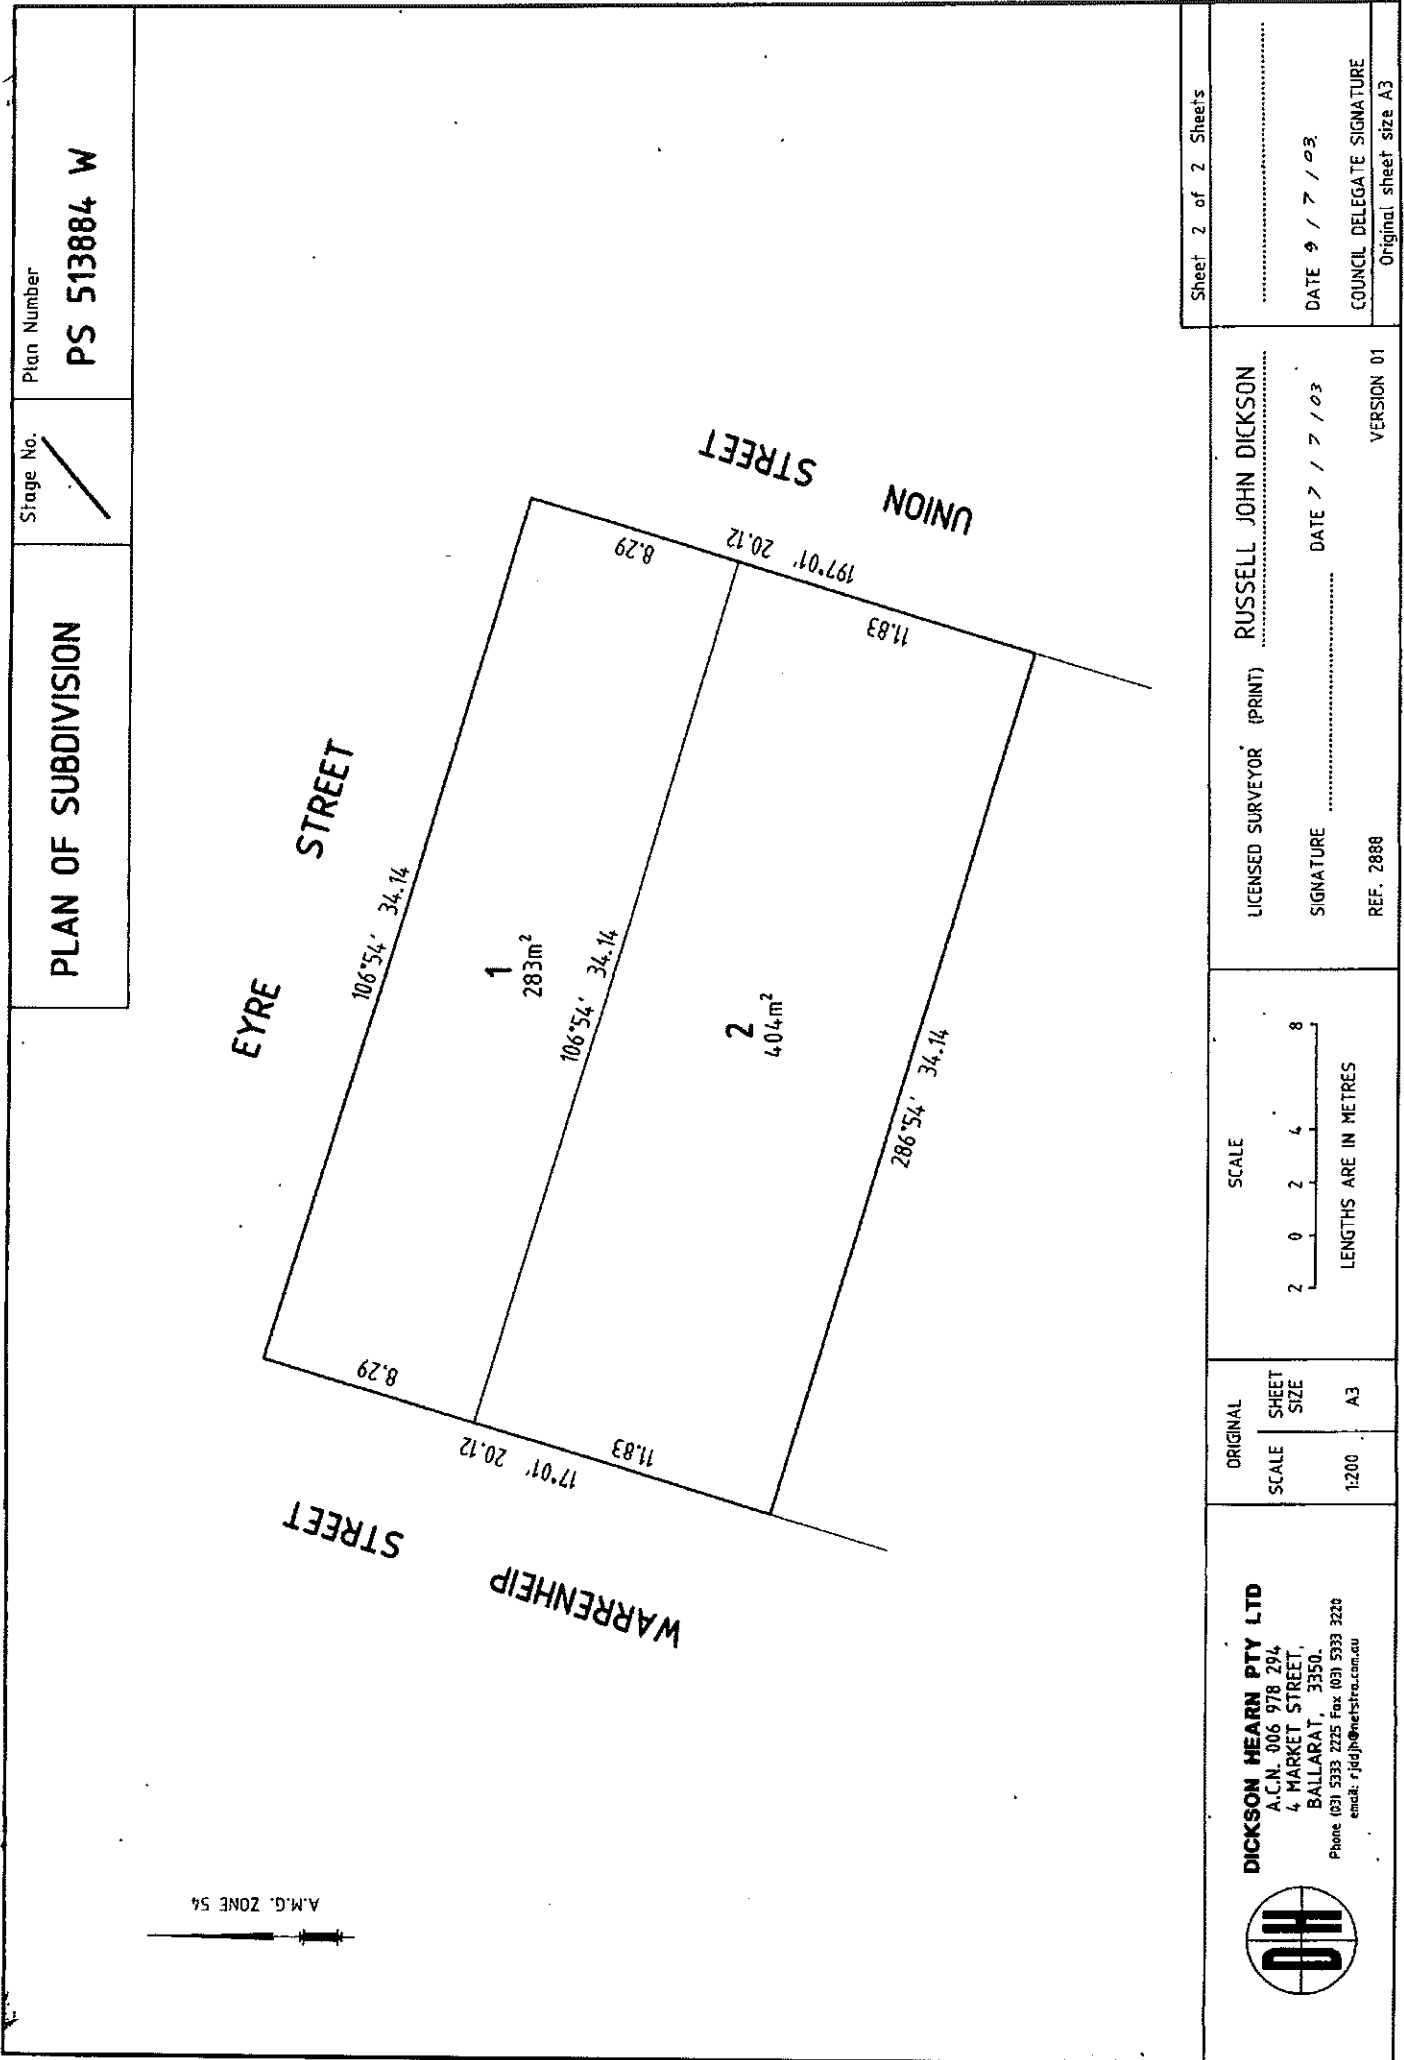 PLAN OF SUBDIVISION
Stage No.
Plan Number
PS 513884 W
EYRE STREET
106°54' 34.14
1
283m²
8.29
8.29
106°54' 34.14
2
404m²
11.83
11.83
17°01' 20.12
197°01' 20.12
286°54' 34.14
WARRENHEIP STREET
UNION STREET
A.M.G. ZONE 54
Sheet 2 of 2 Sheets
DH
DICKSON HEARN PTY LTD
A.C.N. 006 978 294
4 MARKET STREET,
BALLARAT, 3350.
Phone (03) 5333 2225 Fax (03) 5333 3220
email: rjddjh@netstra.com.au
ORIGINAL
SCALE
SHEET SIZE
1:200
A3
SCALE
2 0 2 4 8
LENGTHS ARE IN METRES
LICENSED SURVEYOR (PRINT) RUSSELL JOHN DICKSON
SIGNATURE
DATE 7 / 7 / 03
REF. 2888
VERSION 01
DATE 9 / 7 / 03
COUNCIL DELEGATE SIGNATURE
Original sheet size A3